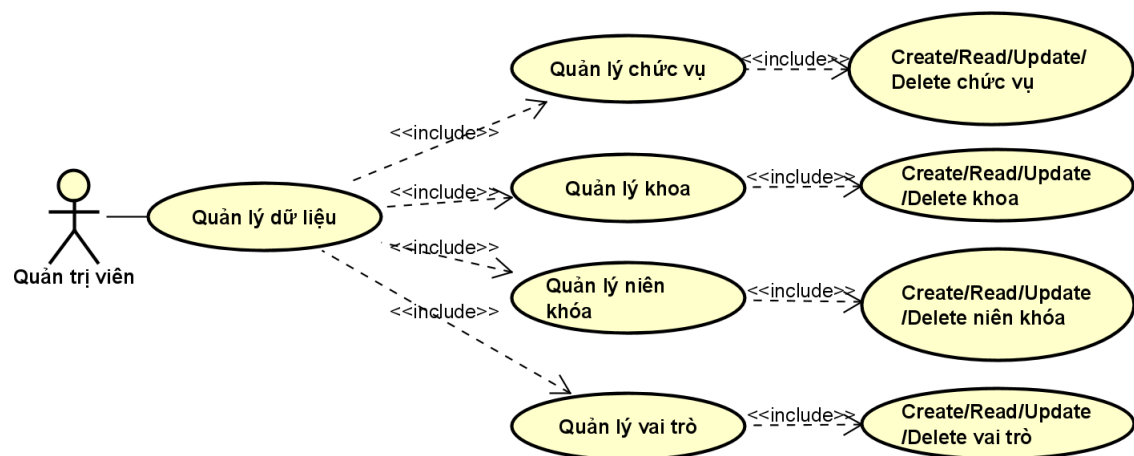 Quản lý chức vụ
<<include>>
Create/Read/Update/
Delete chức vụ
<<include>>
Quản lý khoa
<<include>>
Create/Read/Update
/Delete khoa
<<include>>
Quản lý dữ liệu
Quản trị viên
<<include>>
Quản lý niên
khóa
<<include>>
Create/Read/Update
/Delete niên khóa
<<include>>
Quản lý vai trò
<<include>>
Create/Read/Update
/Delete vai trò